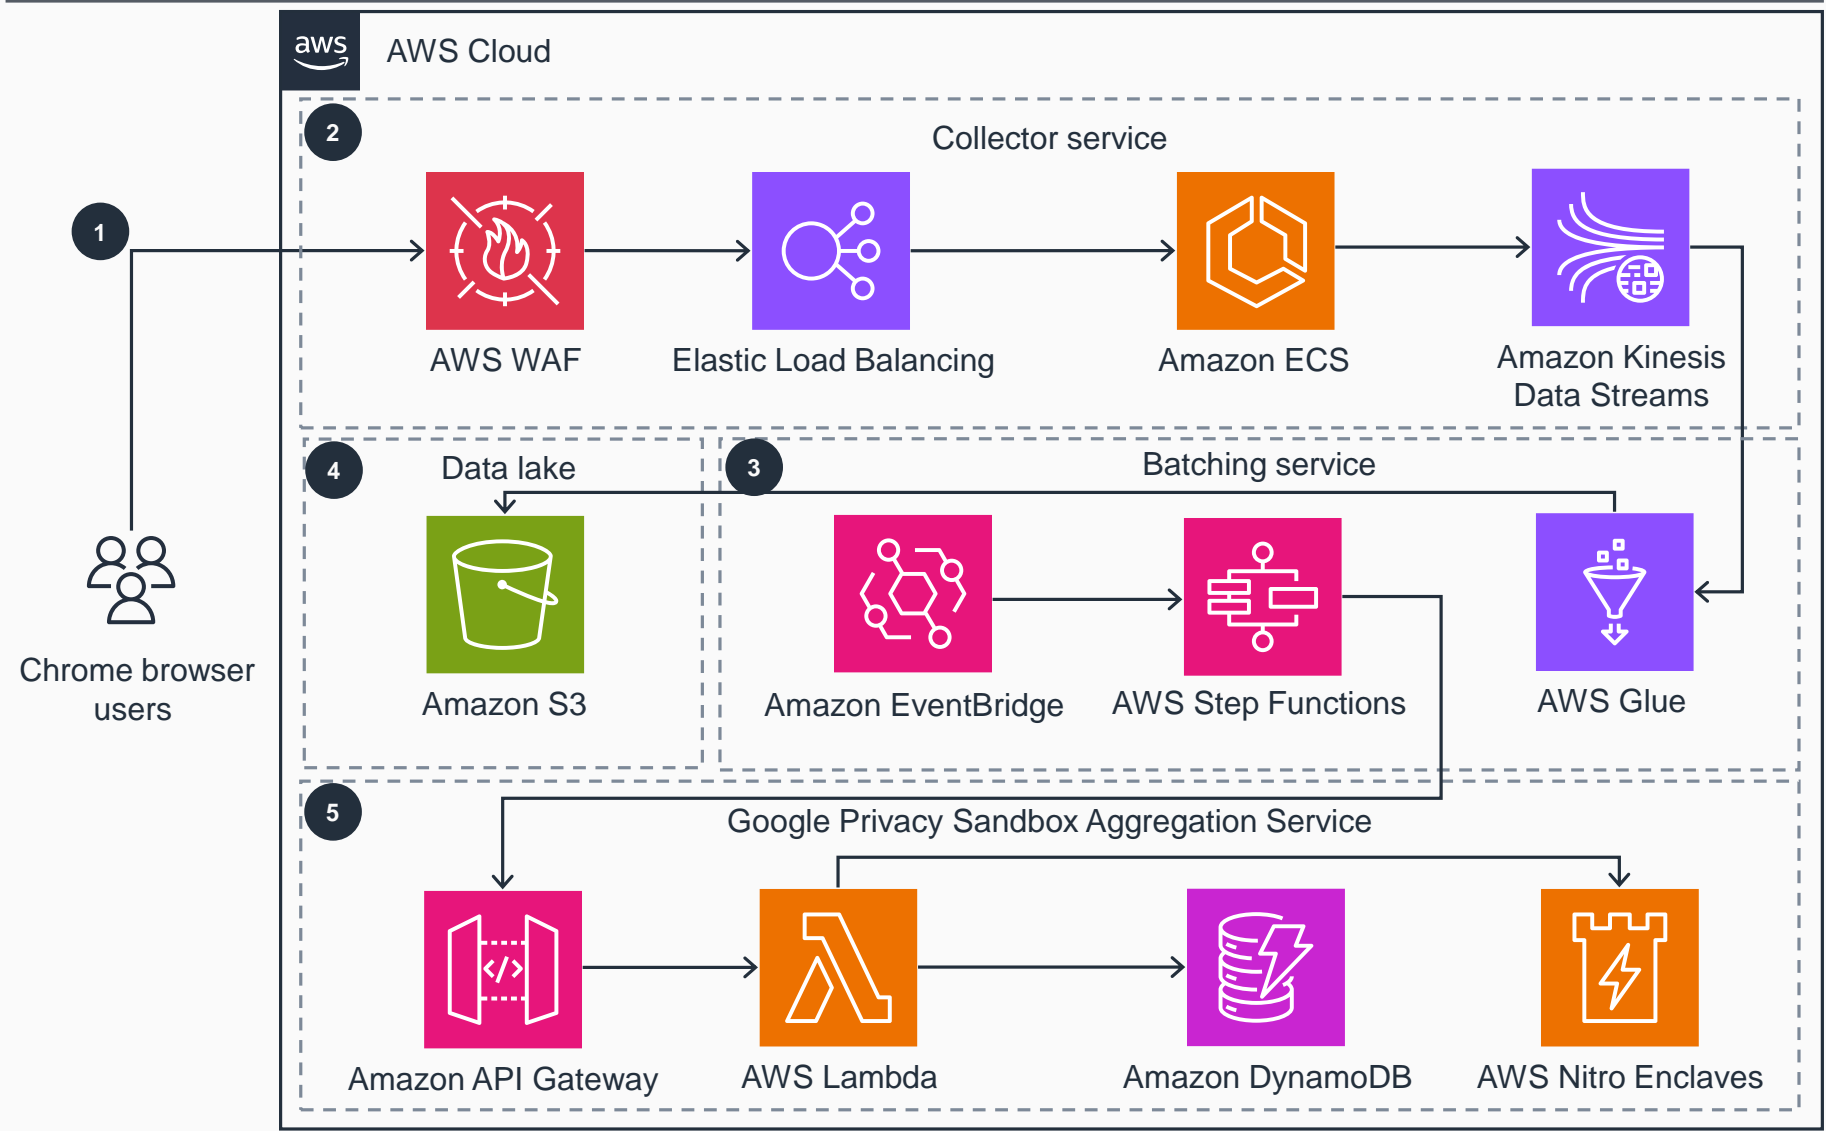 aws
AWS Cloud
2
Collector service
1
AWS WAF
Elastic Load Balancing
Amazon ECS
Amazon Kinesis
Data Streams
4
Data lake
3
Batching service
Chrome browser
users
Amazon S3
Amazon EventBridge
AWS Step Functions
AWS Glue
5
Google Privacy Sandbox Aggregation Service
</>
Amazon API Gateway
AWS Lambda
Amazon DynamoDB
AWS Nitro Enclaves